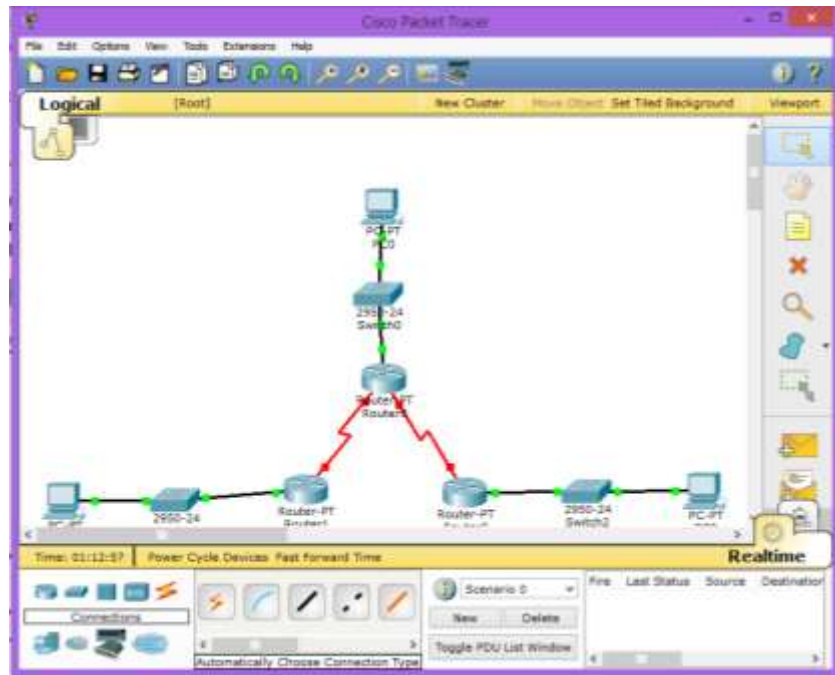 Cisco Packet Tracer
File Edit Options View Tools Extensions Help
Logical [Root] New Cluster Move Object Set Tiled Background Viewport
PC-PT
PC0
2950-24
Switch0
Router-PT
2950-24
Router-PT
Router1
Router-PT
2950-24
Switch2
PC-PT
Time: 01:12:57 Power Cycle Devices Fast Forward Time Realtime
Connections
Automatically Choose Connection Type
Scenario 0
New Delete
Toggle PDU List Window
Fire Last Status Source Destination